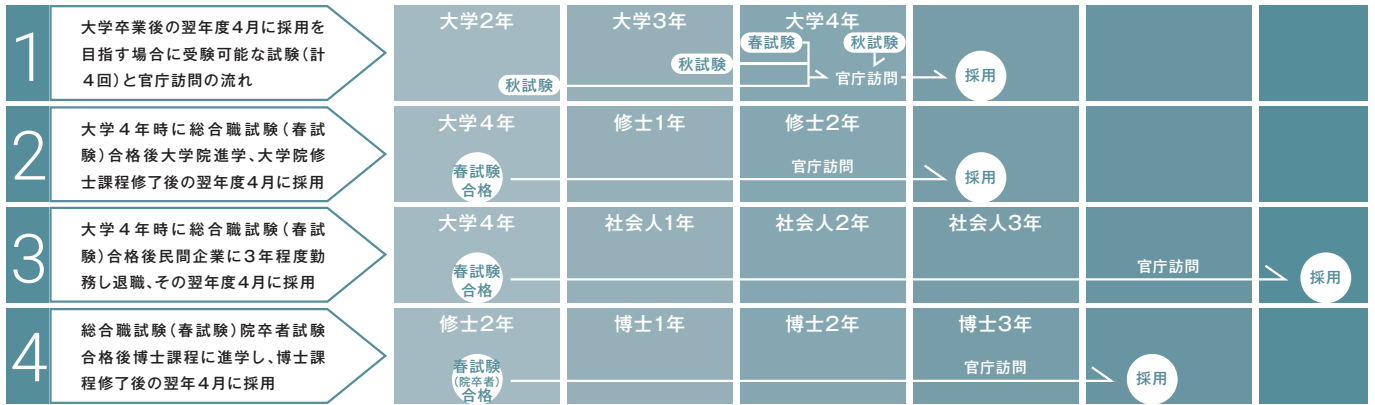 1
大学卒業後の翌年度4月に採用を
目指す場合に受験可能な試験(計
4回)と官庁訪問の流れ
大学2年
大学3年
大学4年
秋試験
秋試験
春試験
秋試験
官庁訪問
採用
2
大学4年時に総合職試験(春試
験)合格後大学院進学、大学院修
士課程修了後の翌年度4月に採用
大学4年
修士1年
修士2年
春試験
合格
官庁訪問
採用
3
大学4年時に総合職試験(春試
験)合格後民間企業に3年程度勤
務し退職、その翌年度4月に採用
大学4年
社会人1年
社会人2年
社会人3年
春試験
合格
官庁訪問
採用
4
総合職試験(春試験)院卒者試験
合格後博士課程に進学し、博士課
程修了後の翌年4月に採用
修士2年
博士1年
博士2年
博士3年
春試験
(院卒者)
合格
官庁訪問
採用